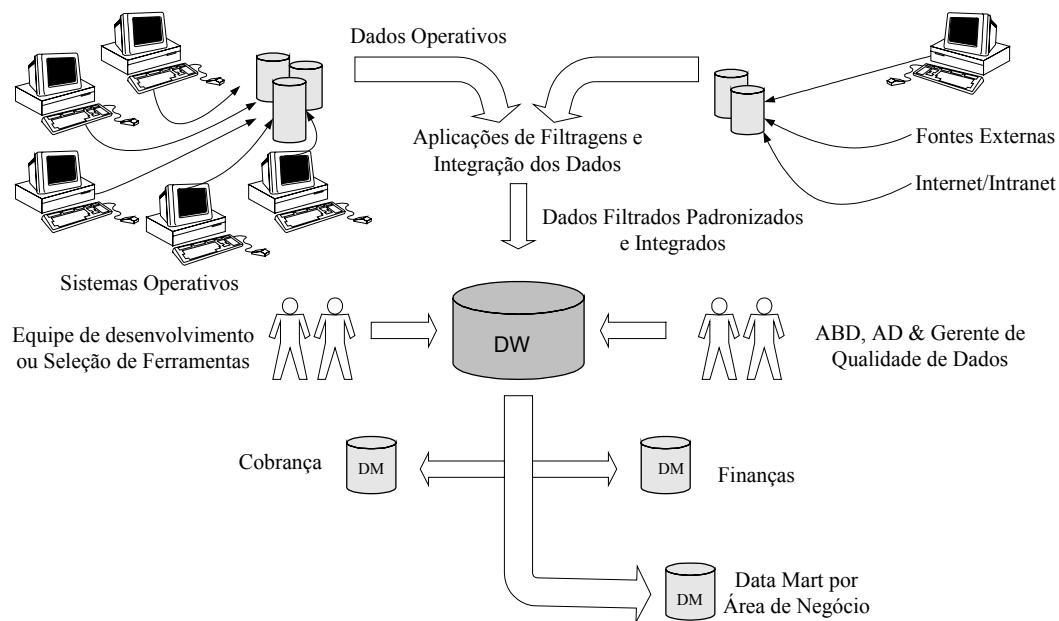 Dados Operativos
Aplicações de Filtragens e
Integração dos Dados
Fontes Externas
Internet/Intranet
Dados Filtrados Padronizados
e Integrados
Sistemas Operativos
Equipe de desenvolvimento
ou Seleção de Ferramentas
DW
ABD, AD & Gerente de
Qualidade de Dados
Cobrança
DM
DM
Finanças
DM
Data Mart por
Área de Negócio